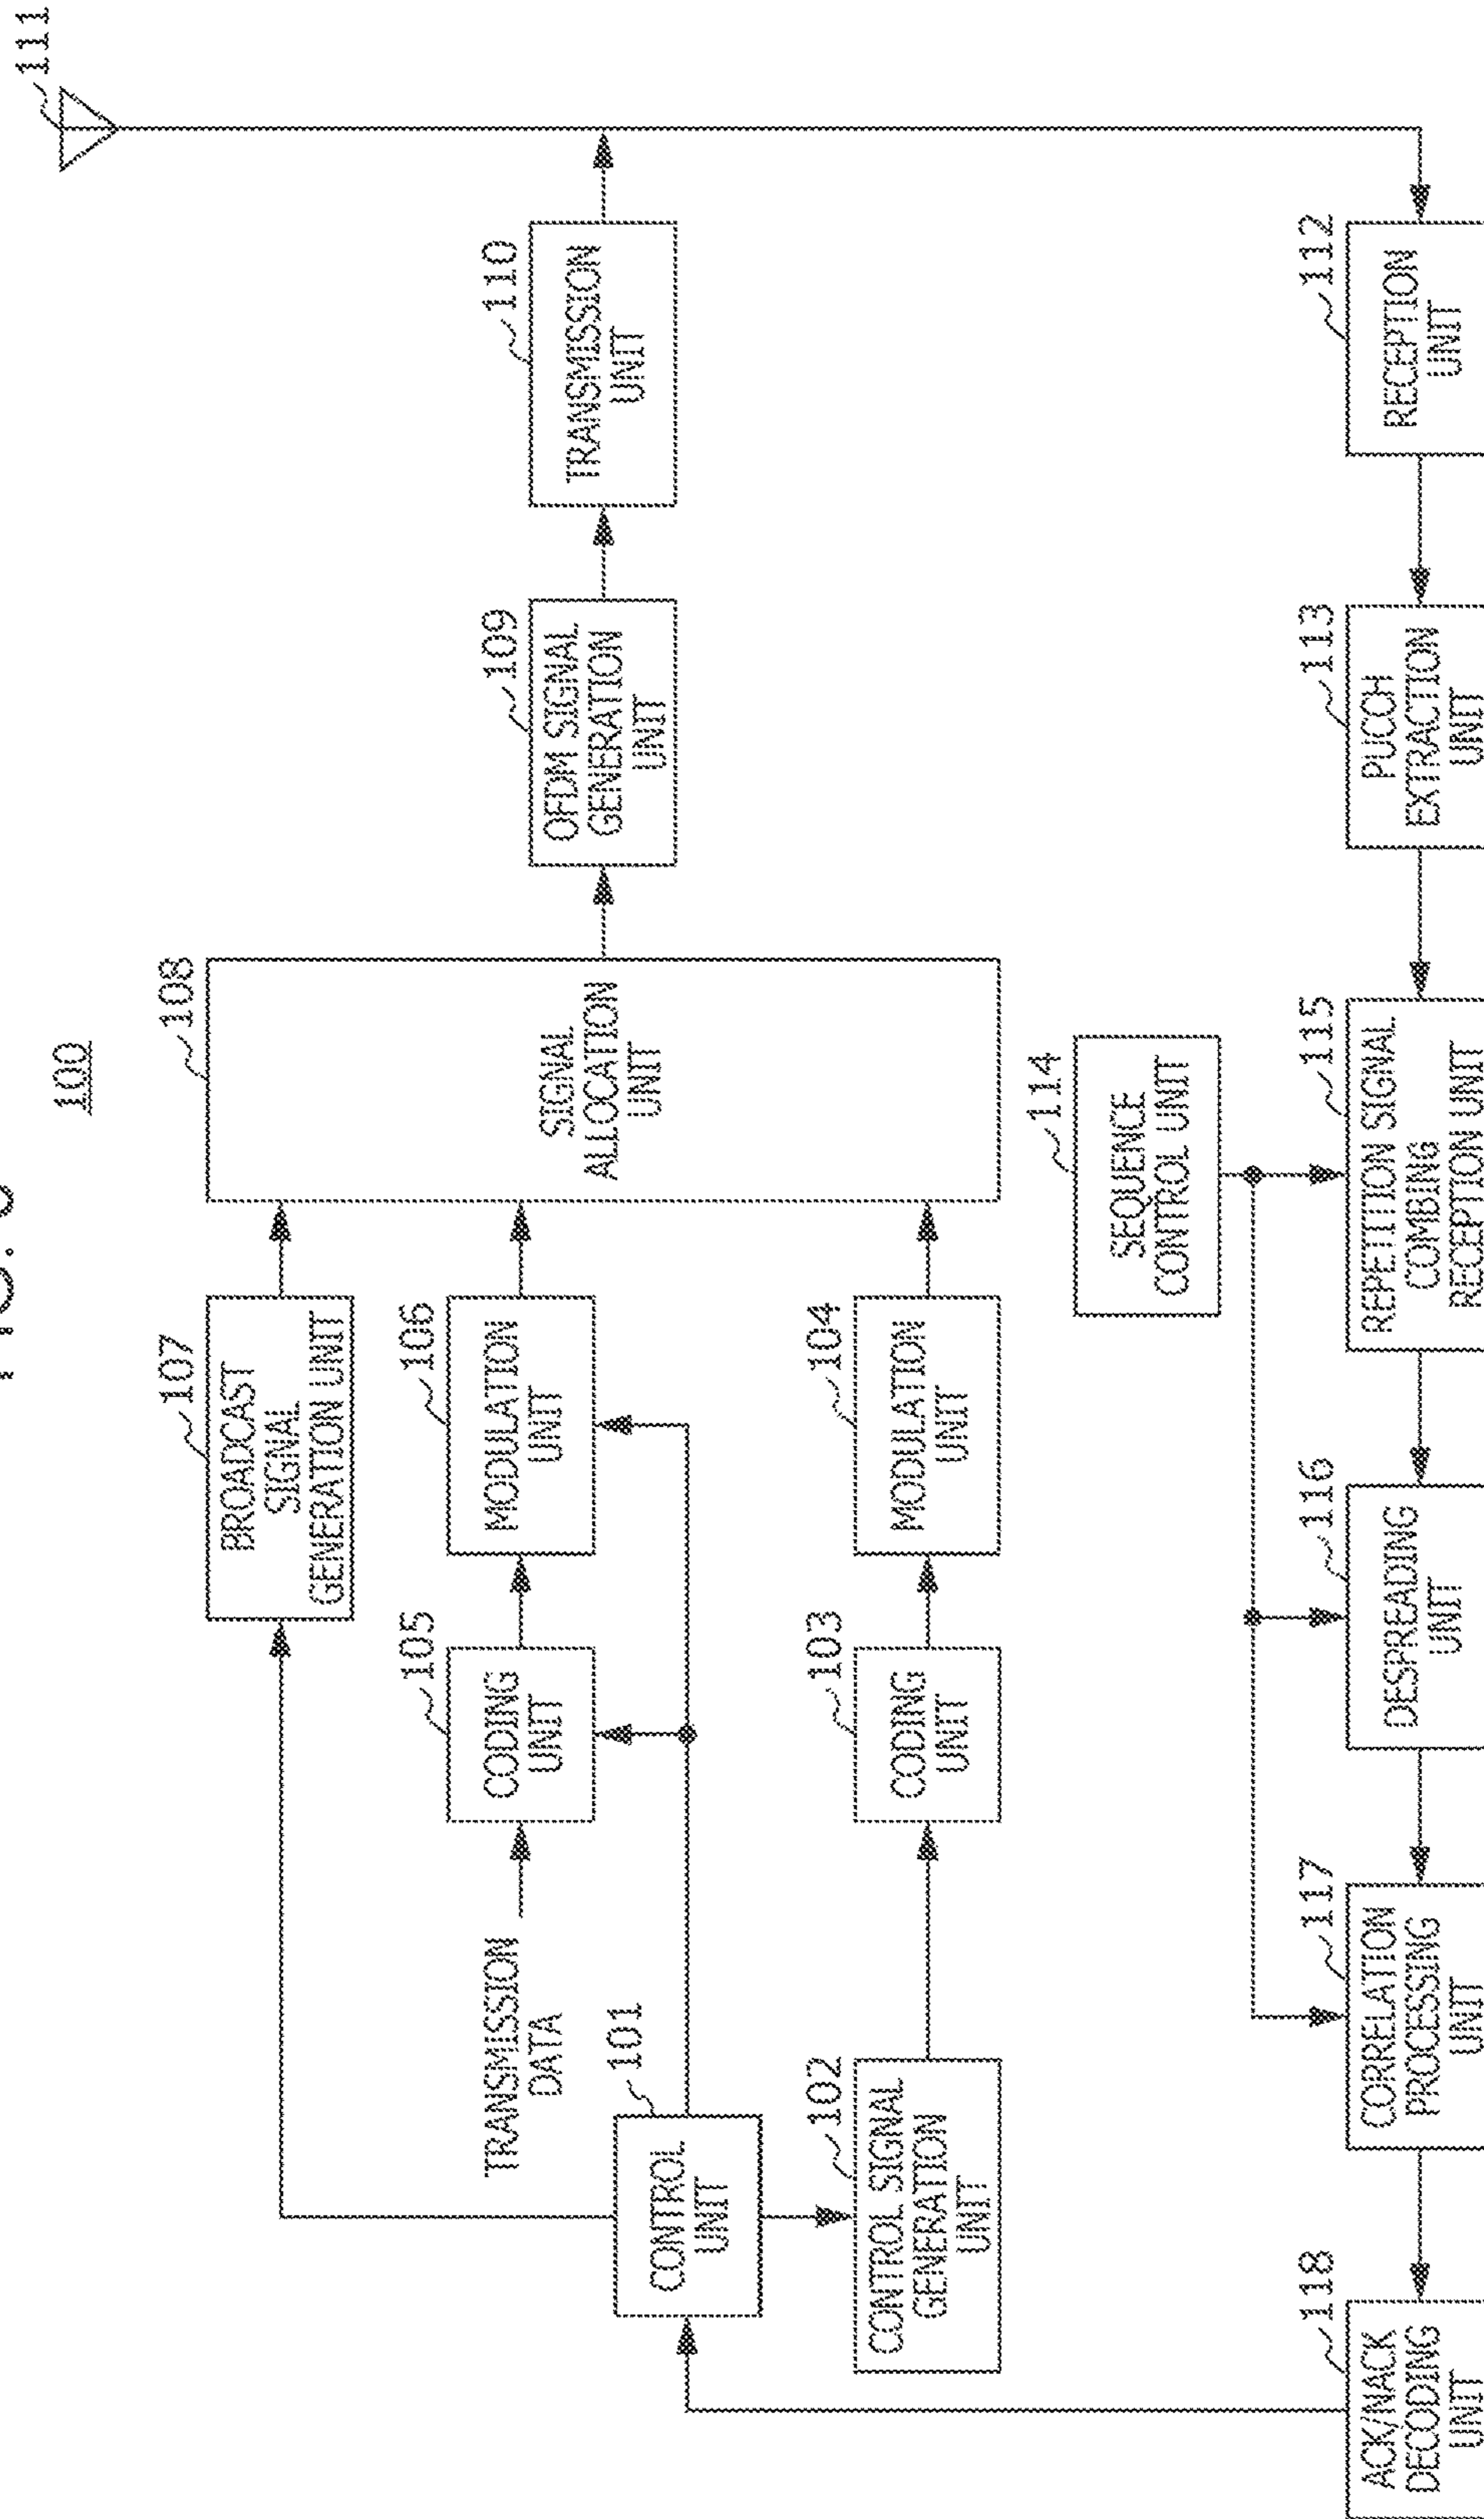 100
111
107
BROADCAST
SIGNAL
GENERATION UNIT
108
SIGNAL
ALLOCATION
UNIT
TRANSMISSION
DATA
105
CODING
UNIT
106
MODULATION
UNIT
109
OFDM SIGNAL
GENERATION
UNIT
110
TRANSMISSION
UNIT
101
CONTROL
UNIT
102
CONTROL SIGNAL
GENERATION
UNIT
103
CODING
UNIT
104
MODULATION
UNIT
114
SEQUENCE
CONTROL UNIT
118
ACK/NACK
DECODING
UNIT
117
CORRELATION
PROCESSING
UNIT
116
DESPREADING
UNIT
115
REPETITION SIGNAL
COMBING
RECEPTION UNIT
113
PUCCH
EXTRACTION
UNIT
112
RECEPTION
UNIT